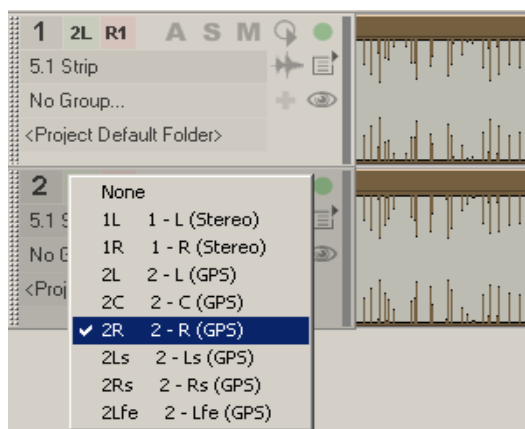 1 2L R1 A S M
5.1 Strip
No Group...
<Project Default Folder>
2
5.1 S
No G
<Proj
None
1L 1 - L (Stereo)
1R 1 - R (Stereo)
2L 2 - L (GPS)
2C 2 - C (GPS)
2R 2 - R (GPS)
2Ls 2 - Ls (GPS)
2Rs 2 - Rs (GPS)
2Lfe 2 - Lfe (GPS)